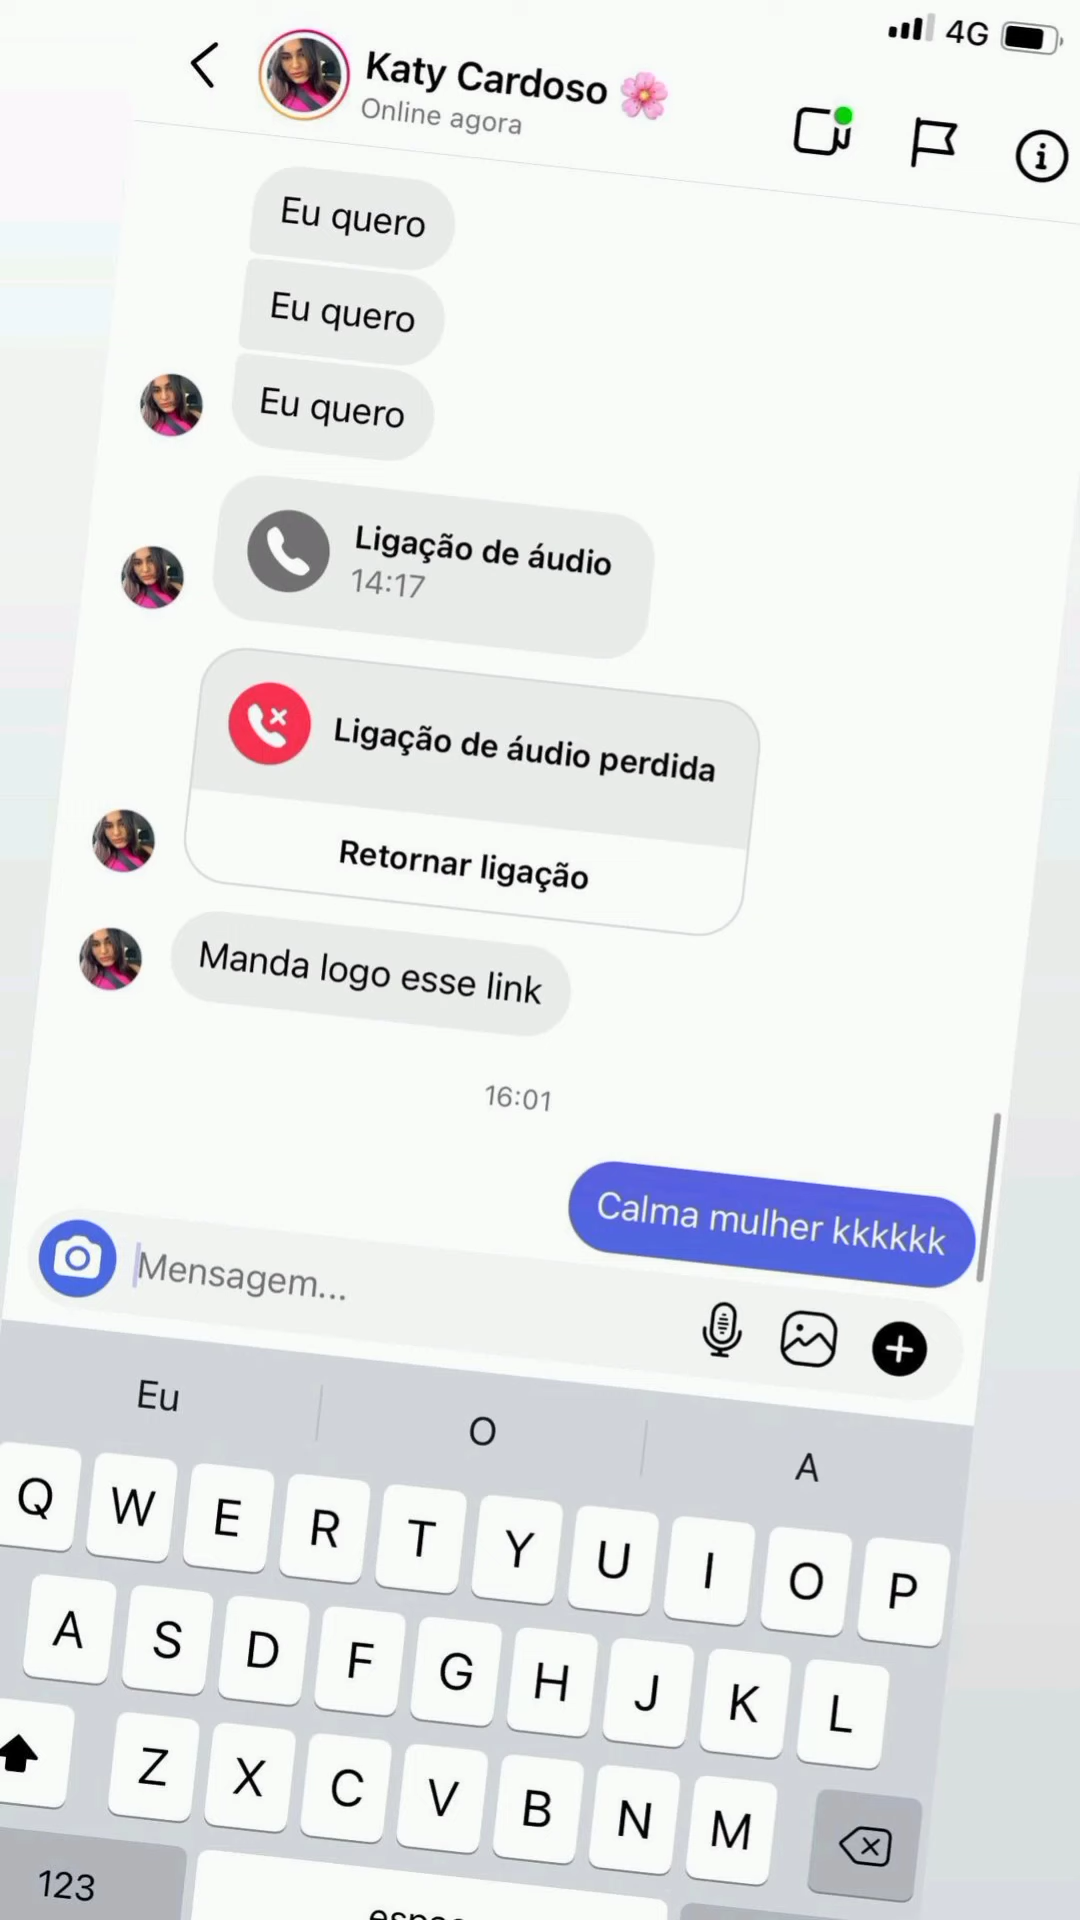 4G
Katy Cardoso 🌸
Online agora
Eu quero
Eu quero
Eu quero
Ligação de áudio
14:17
Ligação de áudio perdida
Retornar ligação
Manda logo esse link
16:01
Calma mulher kkkkkk
Mensagem...
Eu O A
Q W E R T Y U I O P
A S D F G H J K L
Z X C V B N M
123